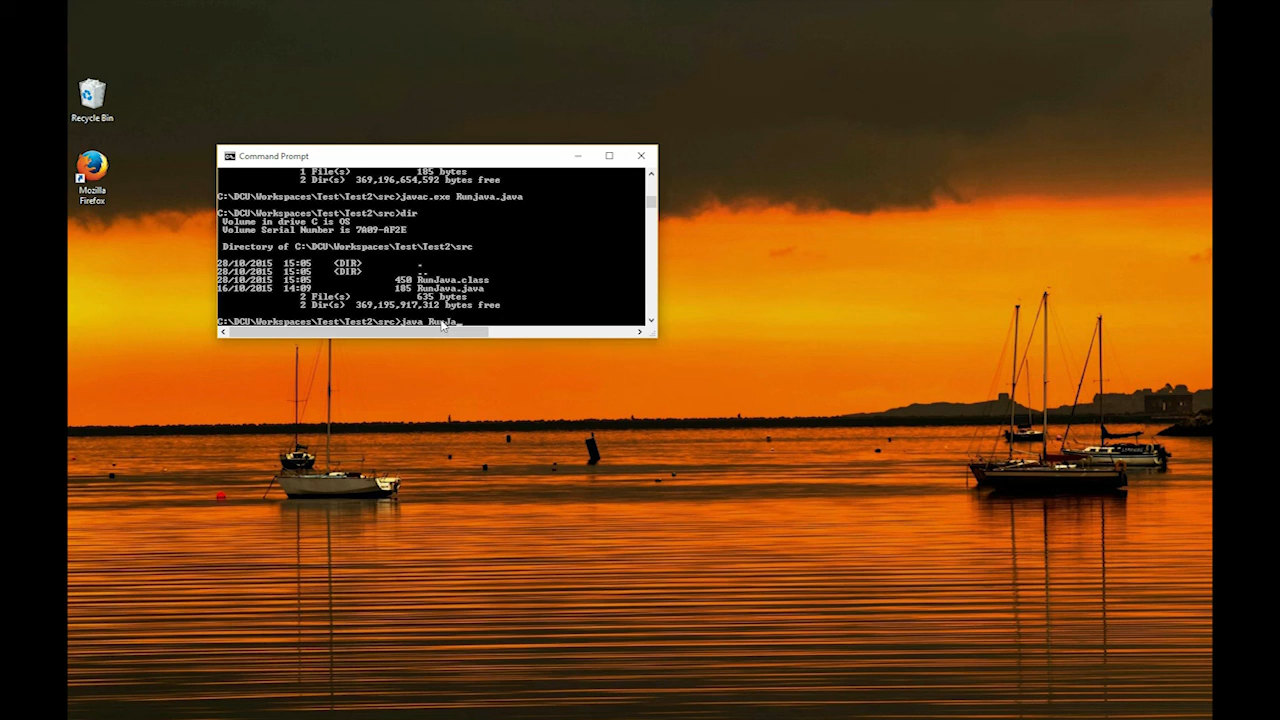 Recycle Bin
Mozilla
Firefox
Command Prompt
1 File(s) 185 bytes
2 Dir(s) 369,196,654,592 bytes free
C:\DCU\Workspaces\Test\Test2\src>javac.exe Runjava.java
C:\DCU\Workspaces\Test\Test2\src>dir
Volume in drive C is OS
Volume Serial Number is 7A09-AF2E
Directory of C:\DCU\Workspaces\Test\Test2\src
28/10/2015 15:05 <DIR> .
28/10/2015 15:05 <DIR> ..
28/10/2015 15:05 450 RunJava.class
16/10/2015 14:09 185 RunJava.java
2 File(s) 635 bytes
2 Dir(s) 369,195,917,312 bytes free
C:\DCU\Workspaces\Test\Test2\src>java RunJa_